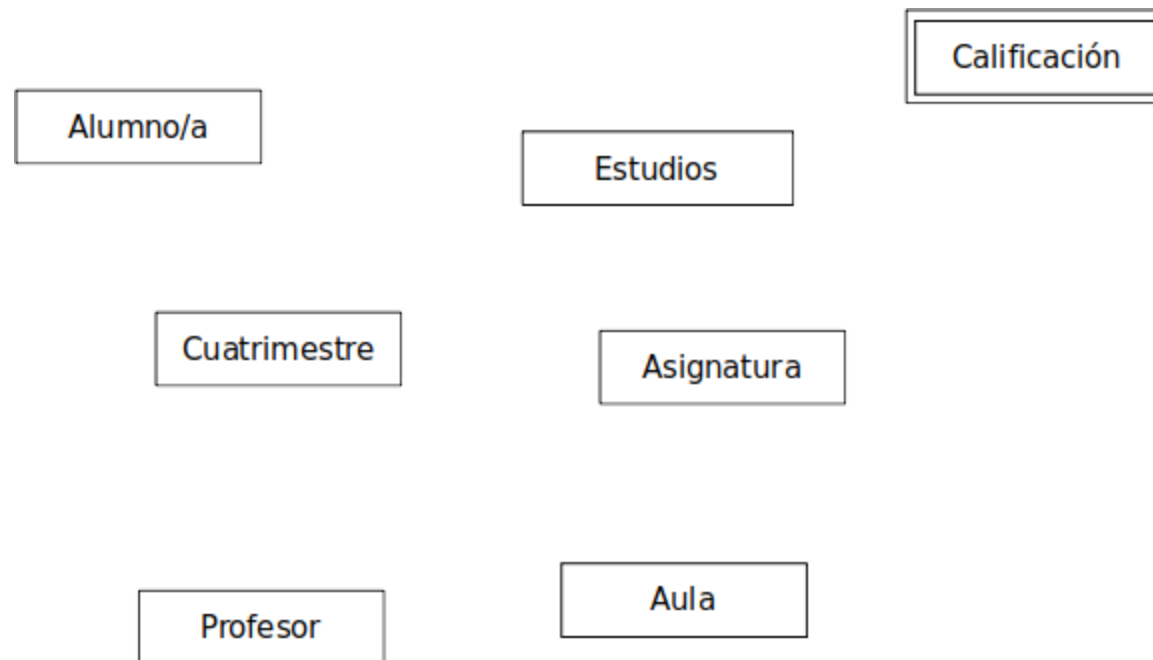 Calificación
Alumno/a
Estudios
Cuatrimestre
Asignatura
Aula
Profesor